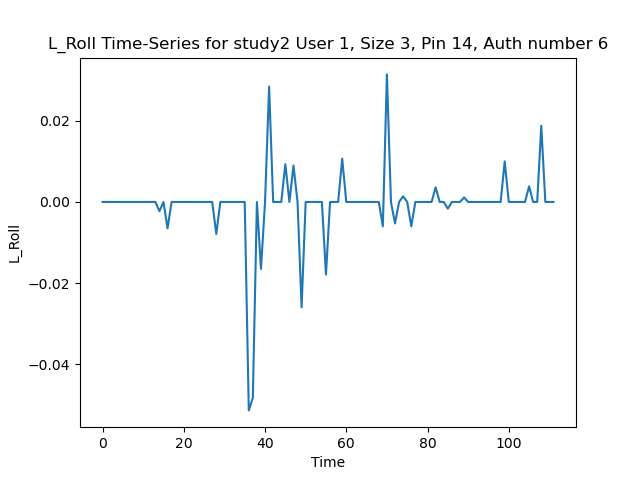 L_Roll Time-Series for study2 User 1, Size 3, Pin 14, Auth number 6
0.02
0.00
−0.02
−0.04
L_Roll
0 20 40 60 80 100
Time